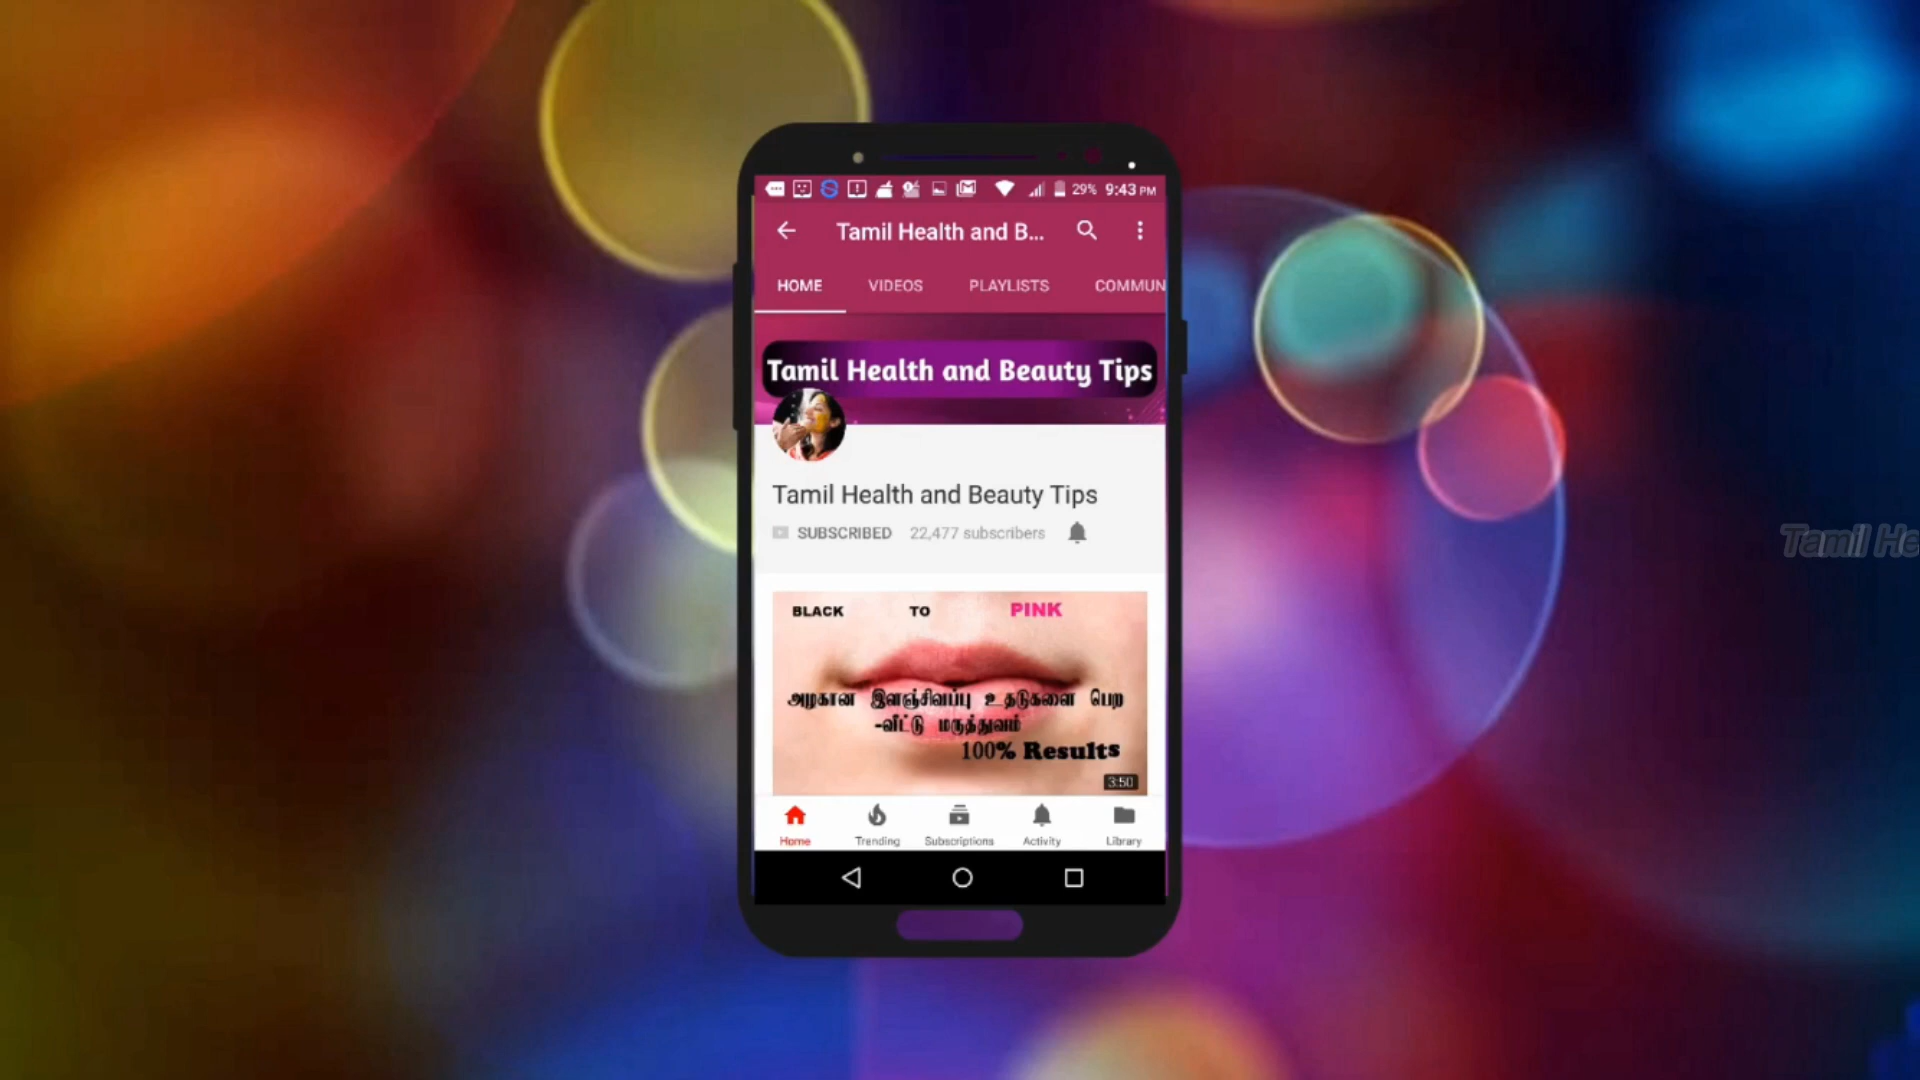 29% 9:43 PM
Tamil Health and B...
HOME VIDEOS PLAYLISTS COMMUN
Tamil Health and Beauty Tips
Tamil Health and Beauty Tips
SUBSCRIBED 22,477 subscribers
BLACK TO PINK
அழகான இளஞ்சிவப்பு உதடுகளை பெற
-வீட்டு மருத்துவம்
100% Results
3:50
Home Trending Subscriptions Activity Library
Tamil He